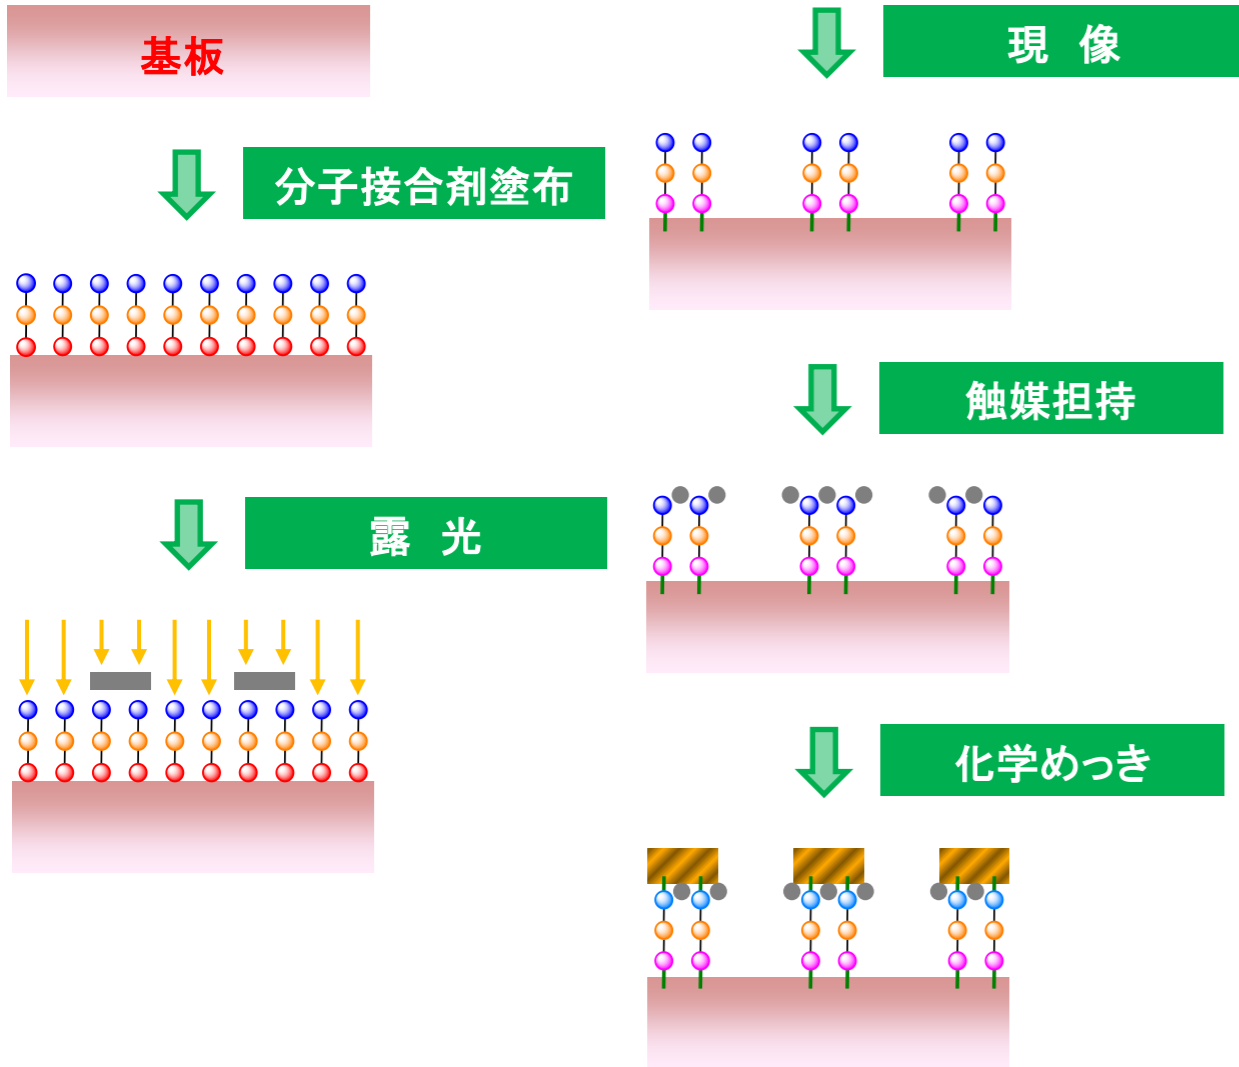 基板
分子接合剤塗布
露 光
現 像
触媒担持
化学めっき